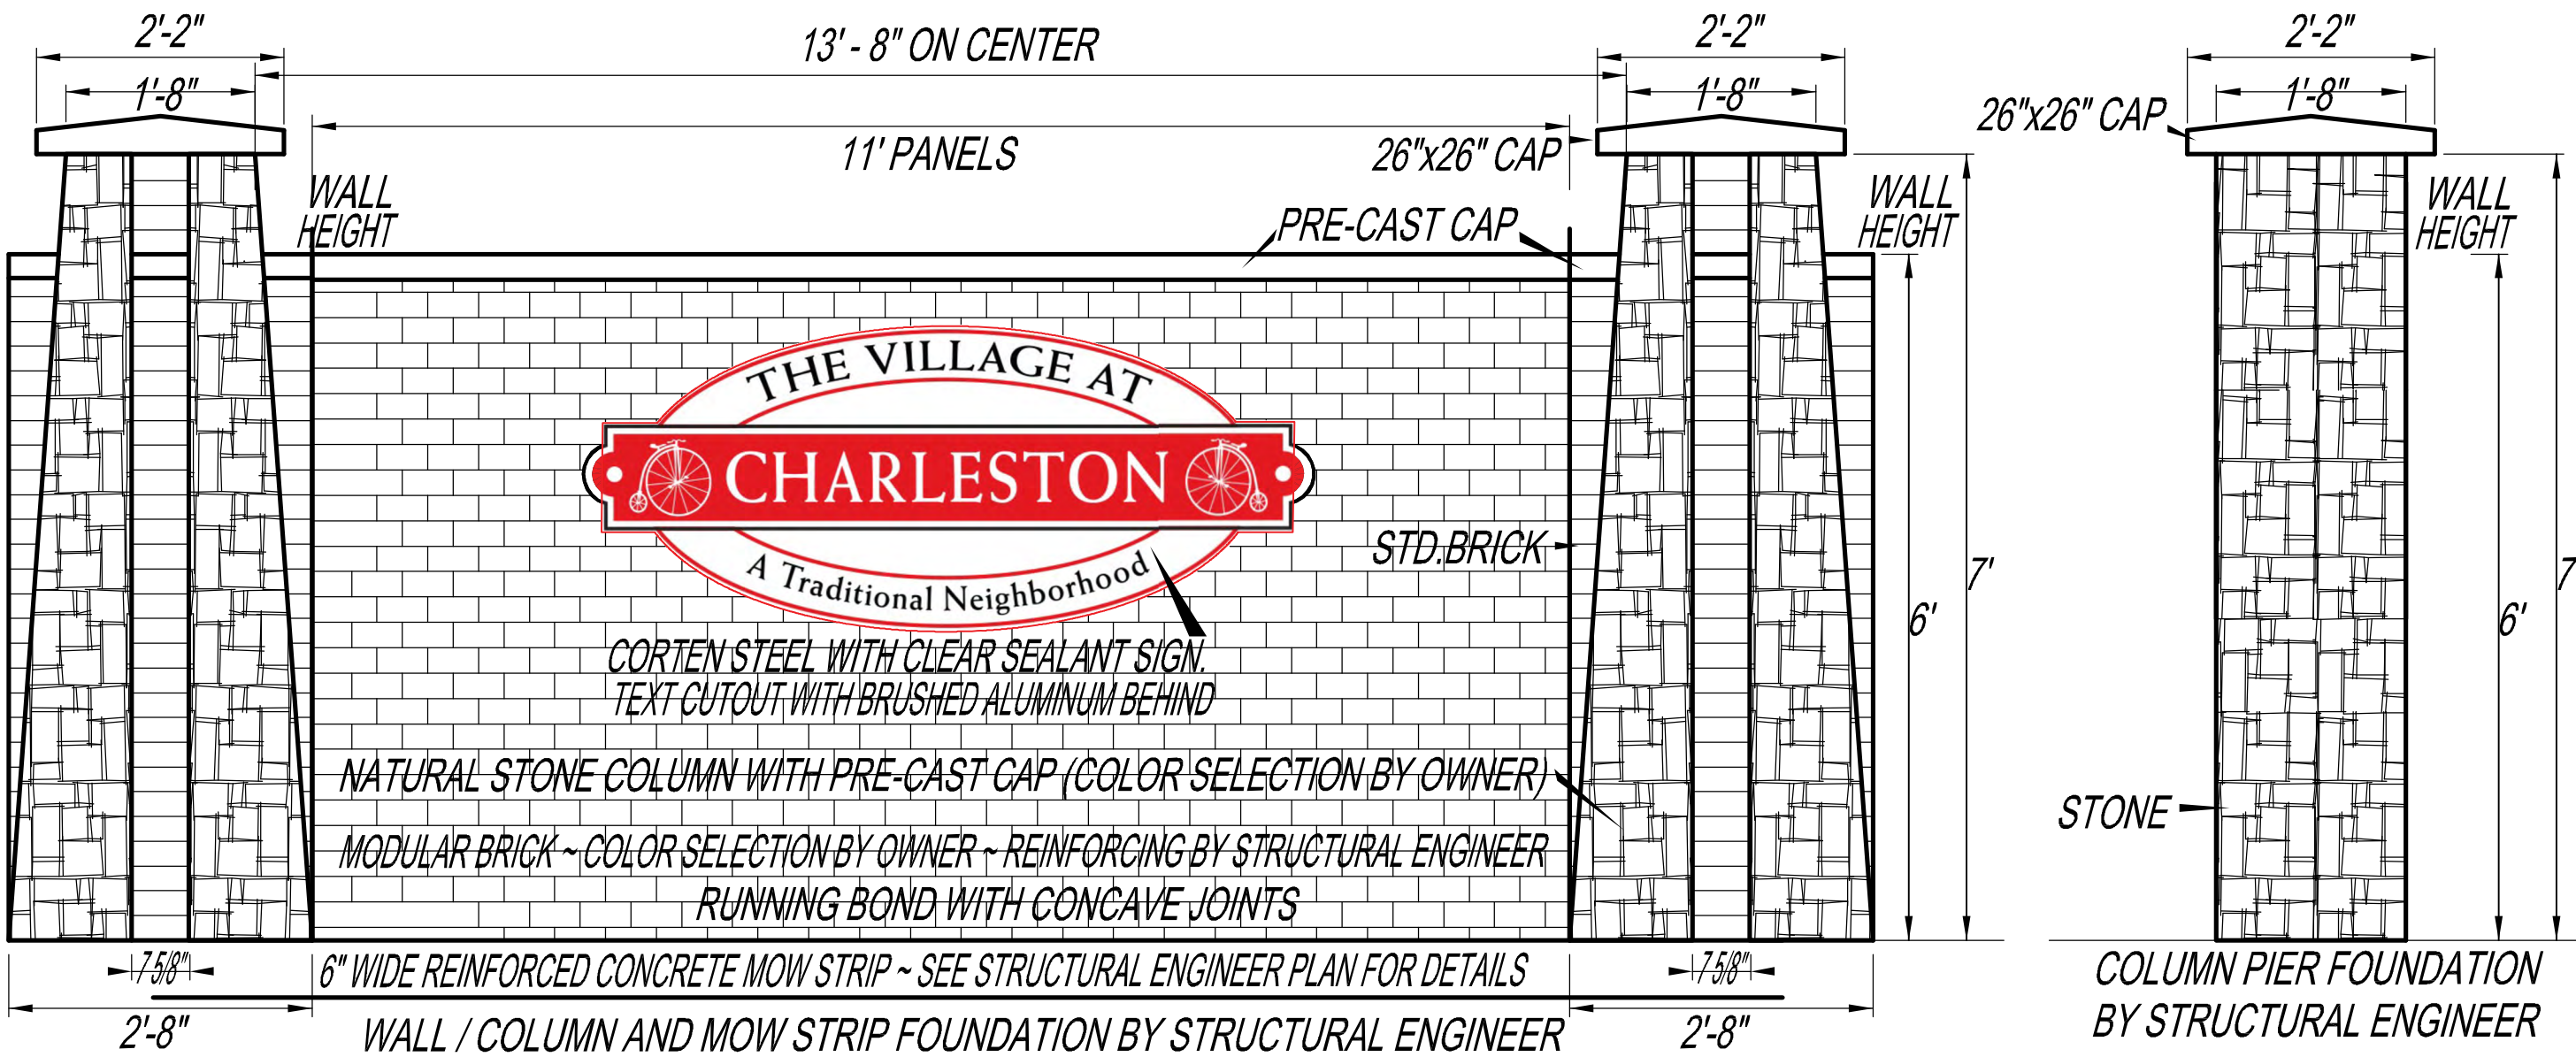 2'-2"
13' - 8" ON CENTER
2'-2"
2'-2"
1'-8"
1'-8"
1'-8"
26"x26" CAP
11' PANELS
26"x26" CAP
WALL
HEIGHT
WALL
HEIGHT
WALL
HEIGHT
PRE-CAST CAP
THE VILLAGE AT
CHARLESTON
A Traditional Neighborhood
STD.BRICK
7'
6'
7
6'
CORTEN STEEL WITH CLEAR SEALANT SIGN.
TEXT CUTOUT WITH BRUSHED ALUMINUM BEHIND
NATURAL STONE COLUMN WITH PRE-CAST CAP (COLOR SELECTION BY OWNER)
STONE
MODULAR BRICK ~ COLOR SELECTION BY OWNER ~ REINFORCING BY STRUCTURAL ENGINEER
RUNNING BOND WITH CONCAVE JOINTS
7 5/8"
6" WIDE REINFORCED CONCRETE MOW STRIP ~ SEE STRUCTURAL ENGINEER PLAN FOR DETAILS
7 5/8"
COLUMN PIER FOUNDATION
BY STRUCTURAL ENGINEER
2'-8"
WALL / COLUMN AND MOW STRIP FOUNDATION BY STRUCTURAL ENGINEER
2'-8"